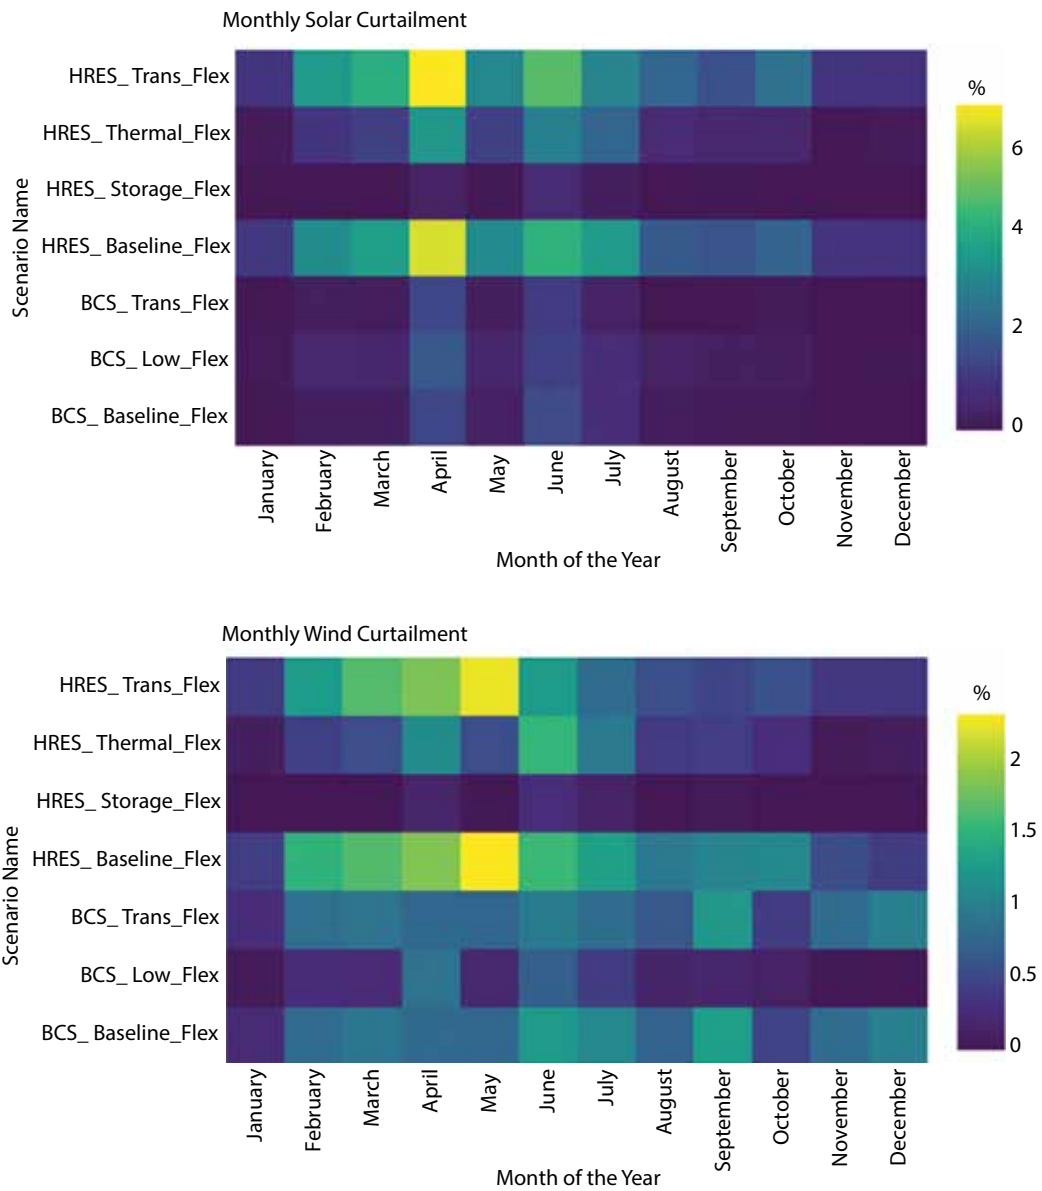 Monthly Solar Curtailment
Scenario Name
HRES_ Trans_Flex
HRES_ Thermal_Flex
HRES_ Storage_Flex
HRES_ Baseline_Flex
BCS_ Trans_Flex
BCS_ Low_Flex
BCS_ Baseline_Flex
January
February
March
April
May
June
July
August
September
October
November
December
Month of the Year
%
6
4
2
0
Monthly Wind Curtailment
Scenario Name
HRES_ Trans_Flex
HRES_ Thermal_Flex
HRES_ Storage_Flex
HRES_ Baseline_Flex
BCS_ Trans_Flex
BCS_ Low_Flex
BCS_ Baseline_Flex
January
February
March
April
May
June
July
August
September
October
November
December
Month of the Year
%
2
1.5
1
0.5
0